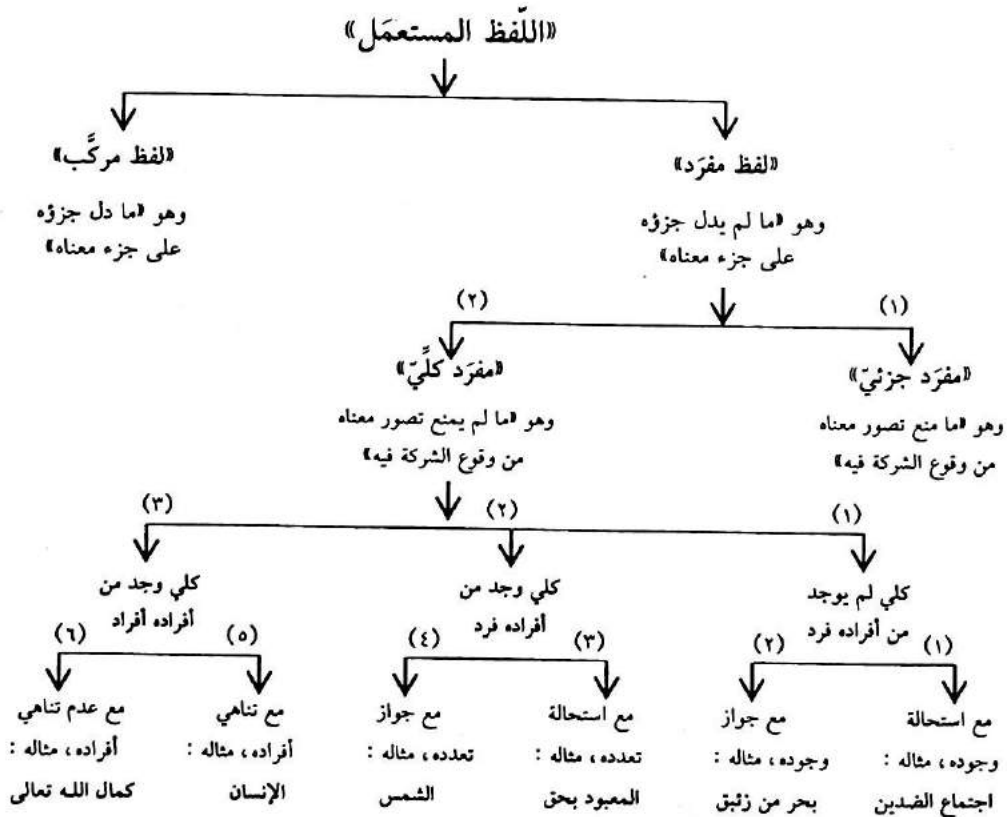 «اللّفظ المستعمَل»
«لفظ مفرَد»
«لفظ مركَّب»
وهو «ما لم يدل جزؤه
على جزء معناه»
وهو «ما دل جزؤه
على جزء معناه»
(١)
(٢)
«مفرَد جزئيّ»
«مفرَد كلِّيّ»
وهو «ما منع تصور معناه
من وقوع الشركة فيه»
وهو «ما لم يمنع تصور معناه
من وقوع الشركة فيه»
(١)
(٢)
(٣)
كلي لم يوجد
من أفراده فرد
كلي وجد من
أفراده فرد
كلي وجد من
أفراده أفراد
(١)
(٢)
(٣)
(٤)
(٥)
(٦)
مع استحالة
وجوده، مثاله :
اجتماع الضدين
مع جواز
وجوده، مثاله :
بحر من زئبق
مع استحالة
تعدده، مثاله :
المعبود بحق
مع جواز
تعدده، مثاله :
الشمس
مع تناهي
أفراده، مثاله :
الإنسان
مع عدم تناهي
أفراده، مثاله :
كمال اللـه تعالى